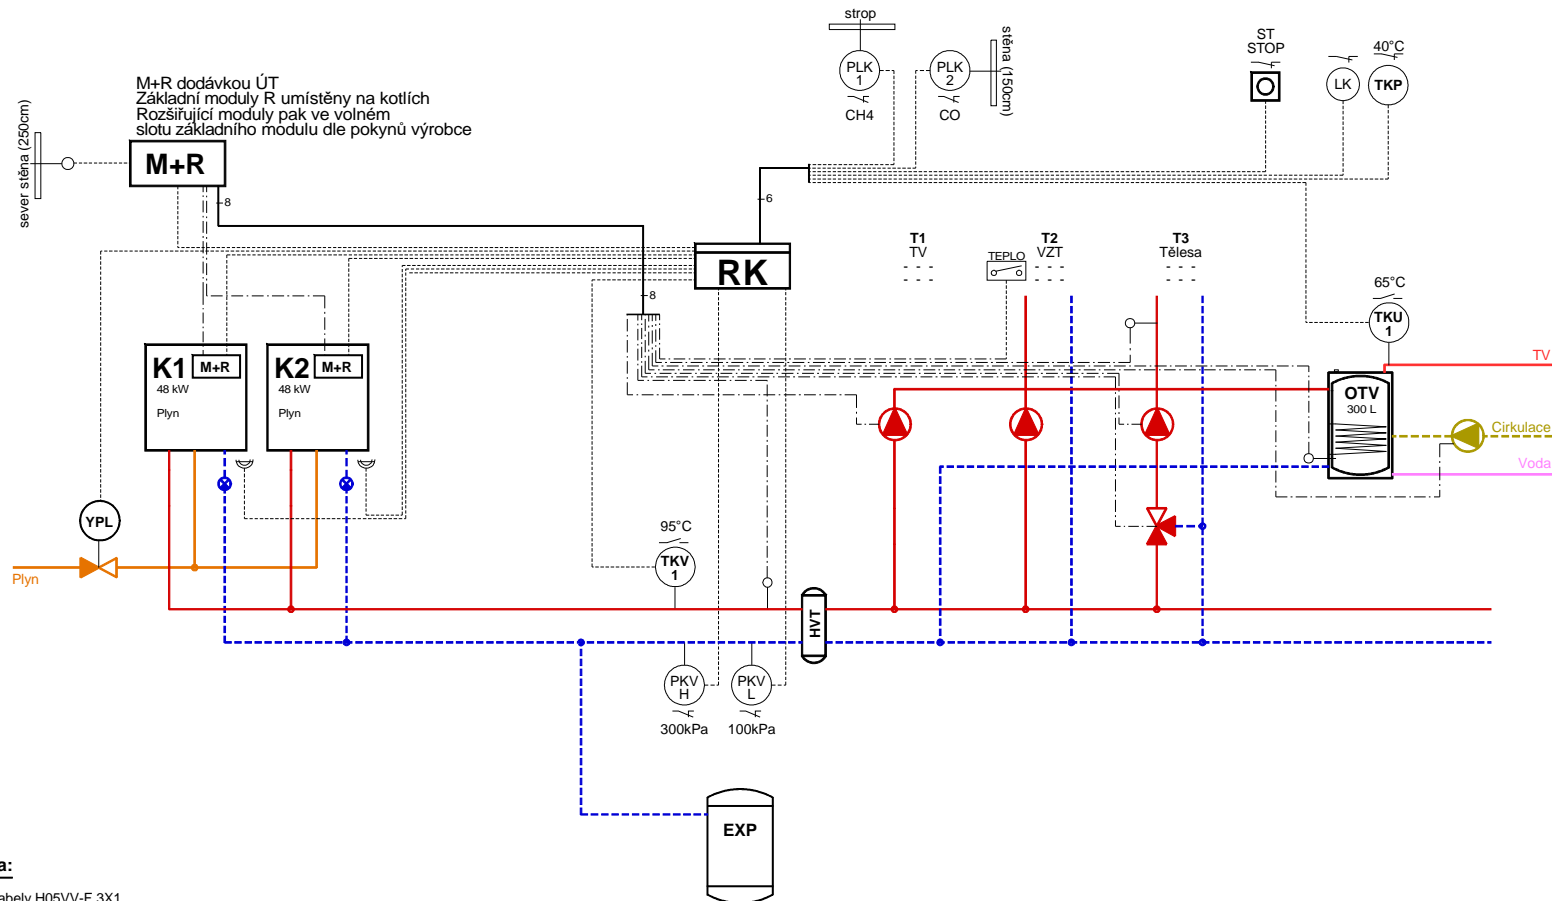 strop
PLK
1
CH4
PLK
2
CO
stěna (150cm)
ST
STOP
LK
40°C
TKP
M+R dodávkou ÚT
Základní moduly R umístěny na kotlích
Rozšiřující moduly pak ve volném
slotu základního modulu dle pokynů výrobce
sever stěna (250cm)
M+R
8
6
RK
8
T1
TV
TEPLO
T2
VZT
T3
Tělesa
65°C
TKU
1
TV
K1
M+R
48 kW
Plyn
K2
M+R
48 kW
Plyn
OTV
300 L
Cirkulace
Voda
YPL
Plyn
95°C
TKV
1
HVT
PKV
H
300kPa
PKV
L
100kPa
EXP
a:
abely H05VV-F 3X1